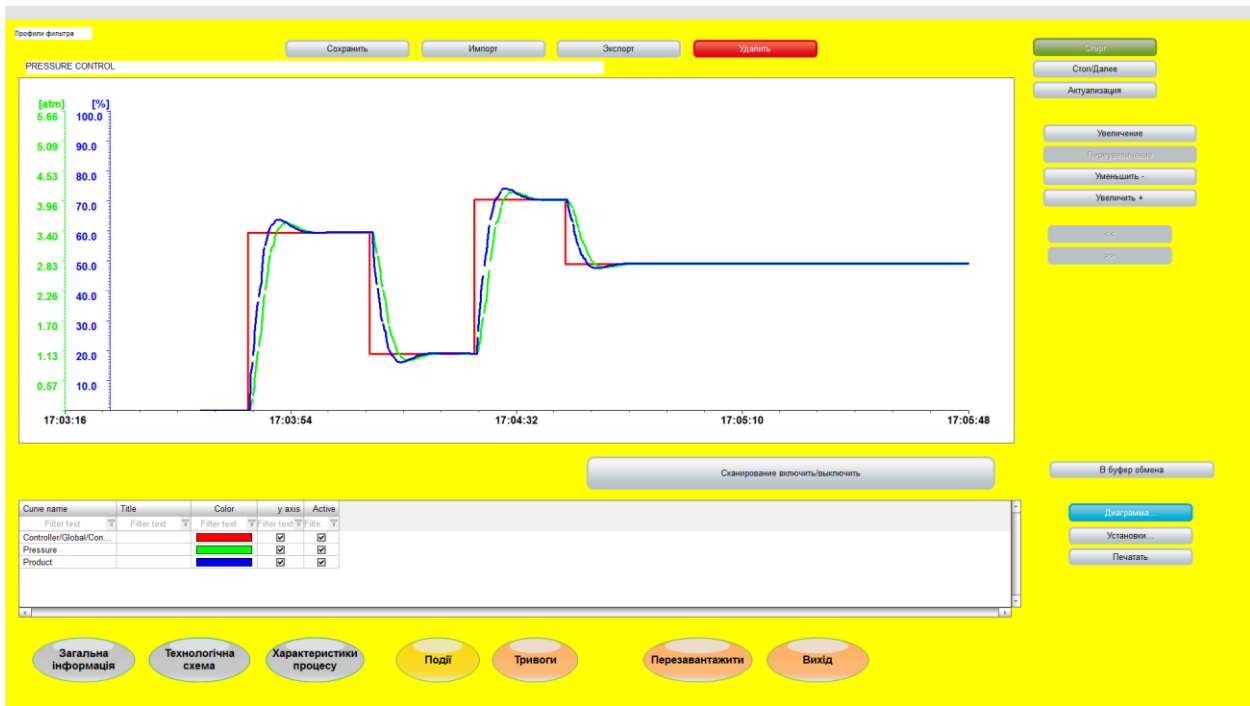 Профили фильтра
Сохранить
Импорт
Экспорт
Удалить
Старт
PRESSURE CONTROL
Стоп/Далее
Актуализация
[atm] [%]
5.66 100.0
5.09 90.0
4.53 80.0
3.96 70.0
3.40 60.0
2.83 50.0
2.26 40.0
1.70 30.0
1.13 20.0
0.57 10.0
17:03:16 17:03:54 17:04:32 17:05:10 17:05:48
Увеличение
Переувеличение
Уменьшить -
Увеличить +
<<
>>
Сканирование включить/выключить
В буфер обмена
Curve name Title Color y axis Active
Filter text Filter text Filter text Filter text Filte...
Controller/Global/Con...
Pressure
Product
Диаграмма...
Установки...
Печатать
Загальна
інформація
Технологічна
схема
Характеристики
процесу
Події
Тривоги
Перезавантажити
Вихід